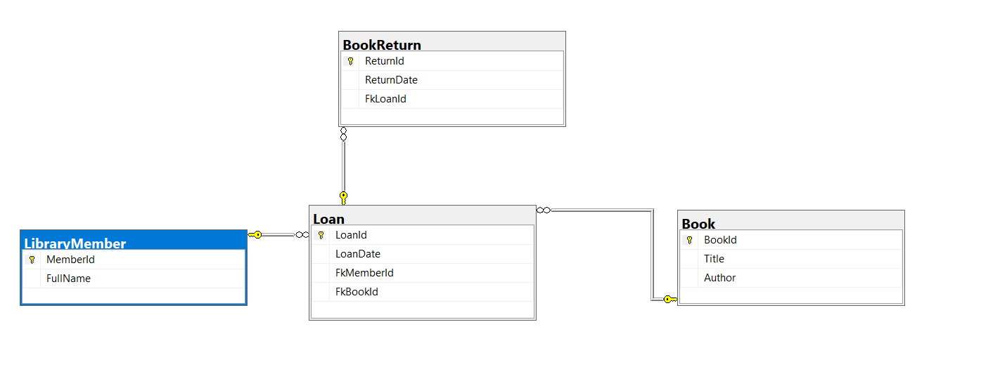 BookReturn
ReturnId
ReturnDate
FkLoanId
LibraryMember
MemberId
FullName
Loan
LoanId
LoanDate
FkMemberId
FkBookId
Book
BookId
Title
Author